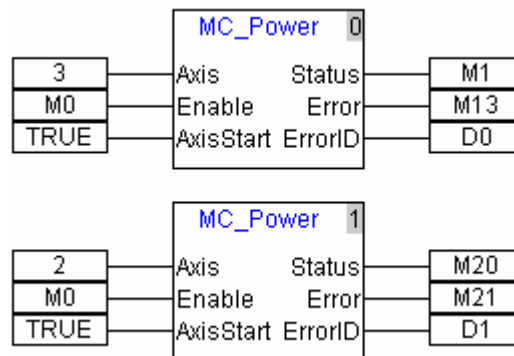 MC_Power 0
3 Axis Status M1
M0 Enable Error M13
TRUE AxisStart ErrorID D0
MC_Power 1
2 Axis Status M20
M0 Enable Error M21
TRUE AxisStart ErrorID D1